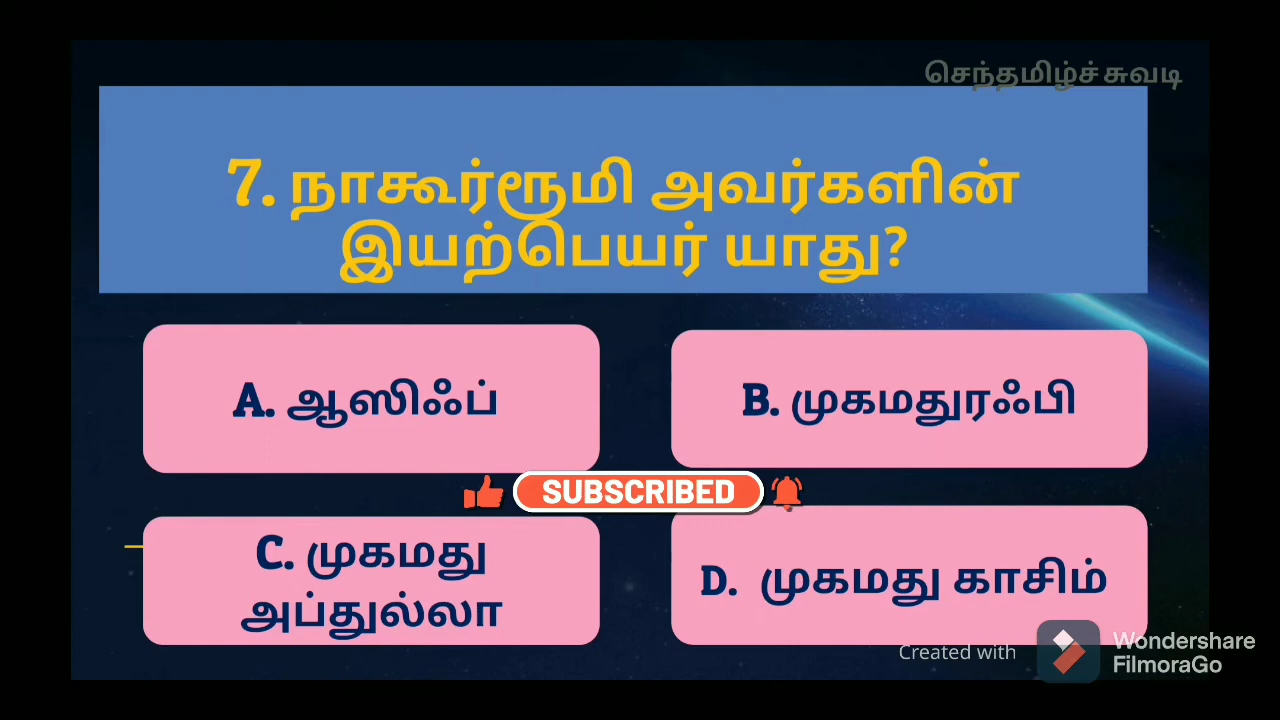 செந்தமிழ்ச்சுவடி
7. நாகூர்ரூமி அவர்களின்
இயற்பெயர் யாது?
A. ஆஸிஃப்
B. முகமதுரஃபி
SUBSCRIBED
C. முகமது
அப்துல்லா
D. முகமது காசிம்
Created with
Wondershare
FilmoraGo